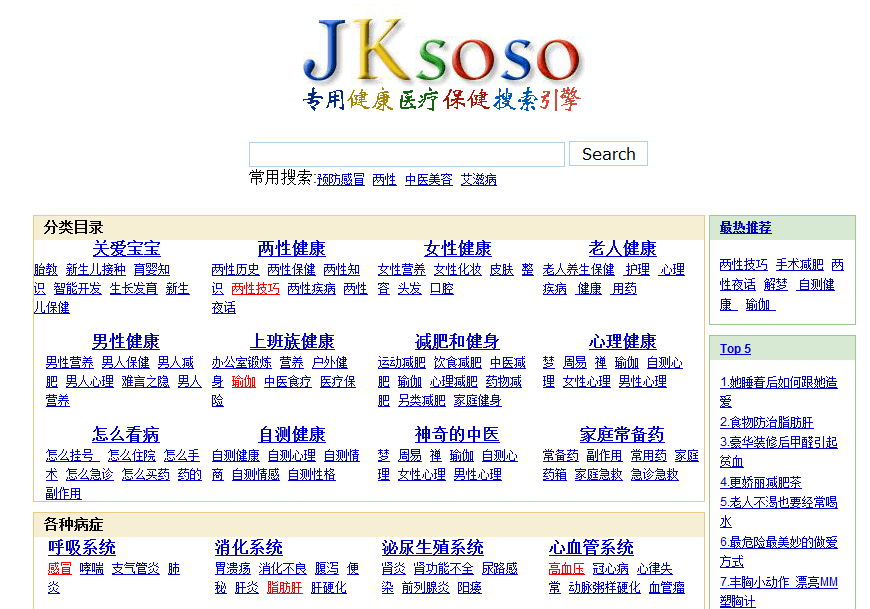 JKsoso
专用健康医疗保健搜索引擎
Search
常用搜索:预防感冒 两性 中医美容 艾滋病
分类目录
关爱宝宝
胎教 新生儿接种 育婴知
识 智能开发 生长发育 新生
儿保健
两性健康
两性历史 两性保健 两性知
识 两性技巧 两性疾病 两性
夜话
女性健康
女性营养 女性化妆 皮肤 整
容 头发 口腔
老人健康
老人养生保健 护理 心理
疾病 健康 用药
男性健康
男性营养 男人保健 男人减
肥 男人心理 难言之隐 男人
营养
上班族健康
办公室锻炼 营养 户外健
身 瑜伽 中医食疗 医疗保
险
减肥和健身
运动减肥 饮食减肥 中医减
肥 瑜伽 心理减肥 药物减
肥 另类减肥 家庭健身
心理健康
梦 周易 禅 瑜伽 自测心
理 女性心理 男性心理
怎么看病
怎么挂号 怎么住院 怎么手
术 怎么急诊 怎么买药 药的
副作用
自测健康
自测健康 自测心理 自测情
商 自测情感 自测性格
神奇的中医
梦 周易 禅 瑜伽 自测心
理 女性心理 男性心理
家庭常备药
常备药 副作用 常用药 家庭
药箱 家庭急救 急诊急救
各种病症
呼吸系统
感冒 哮喘 支气管炎 肺
炎
消化系统
胃溃疡 消化不良 腹泻 便
秘 肝炎 脂肪肝 肝硬化
泌尿生殖系统
肾炎 肾功能不全 尿路感
染 前列腺炎 阳痿
心血管系统
高血压 冠心病 心律失
常 动脉粥样硬化 血管瘤
最热推荐
两性技巧 手术减肥 两
性夜话 解梦 自测健
康 瑜伽
Top 5
1.她睡着后如何跟她造
爱
2.食物防治脂肪肝
3.豪华装修后甲醛引起
贫血
4.更娇丽减肥茶
5.老人不渴也要经常喝
水
6.最危险最美妙的做爱
方式
7.丰胸小动作 漂亮MM
塑胸计